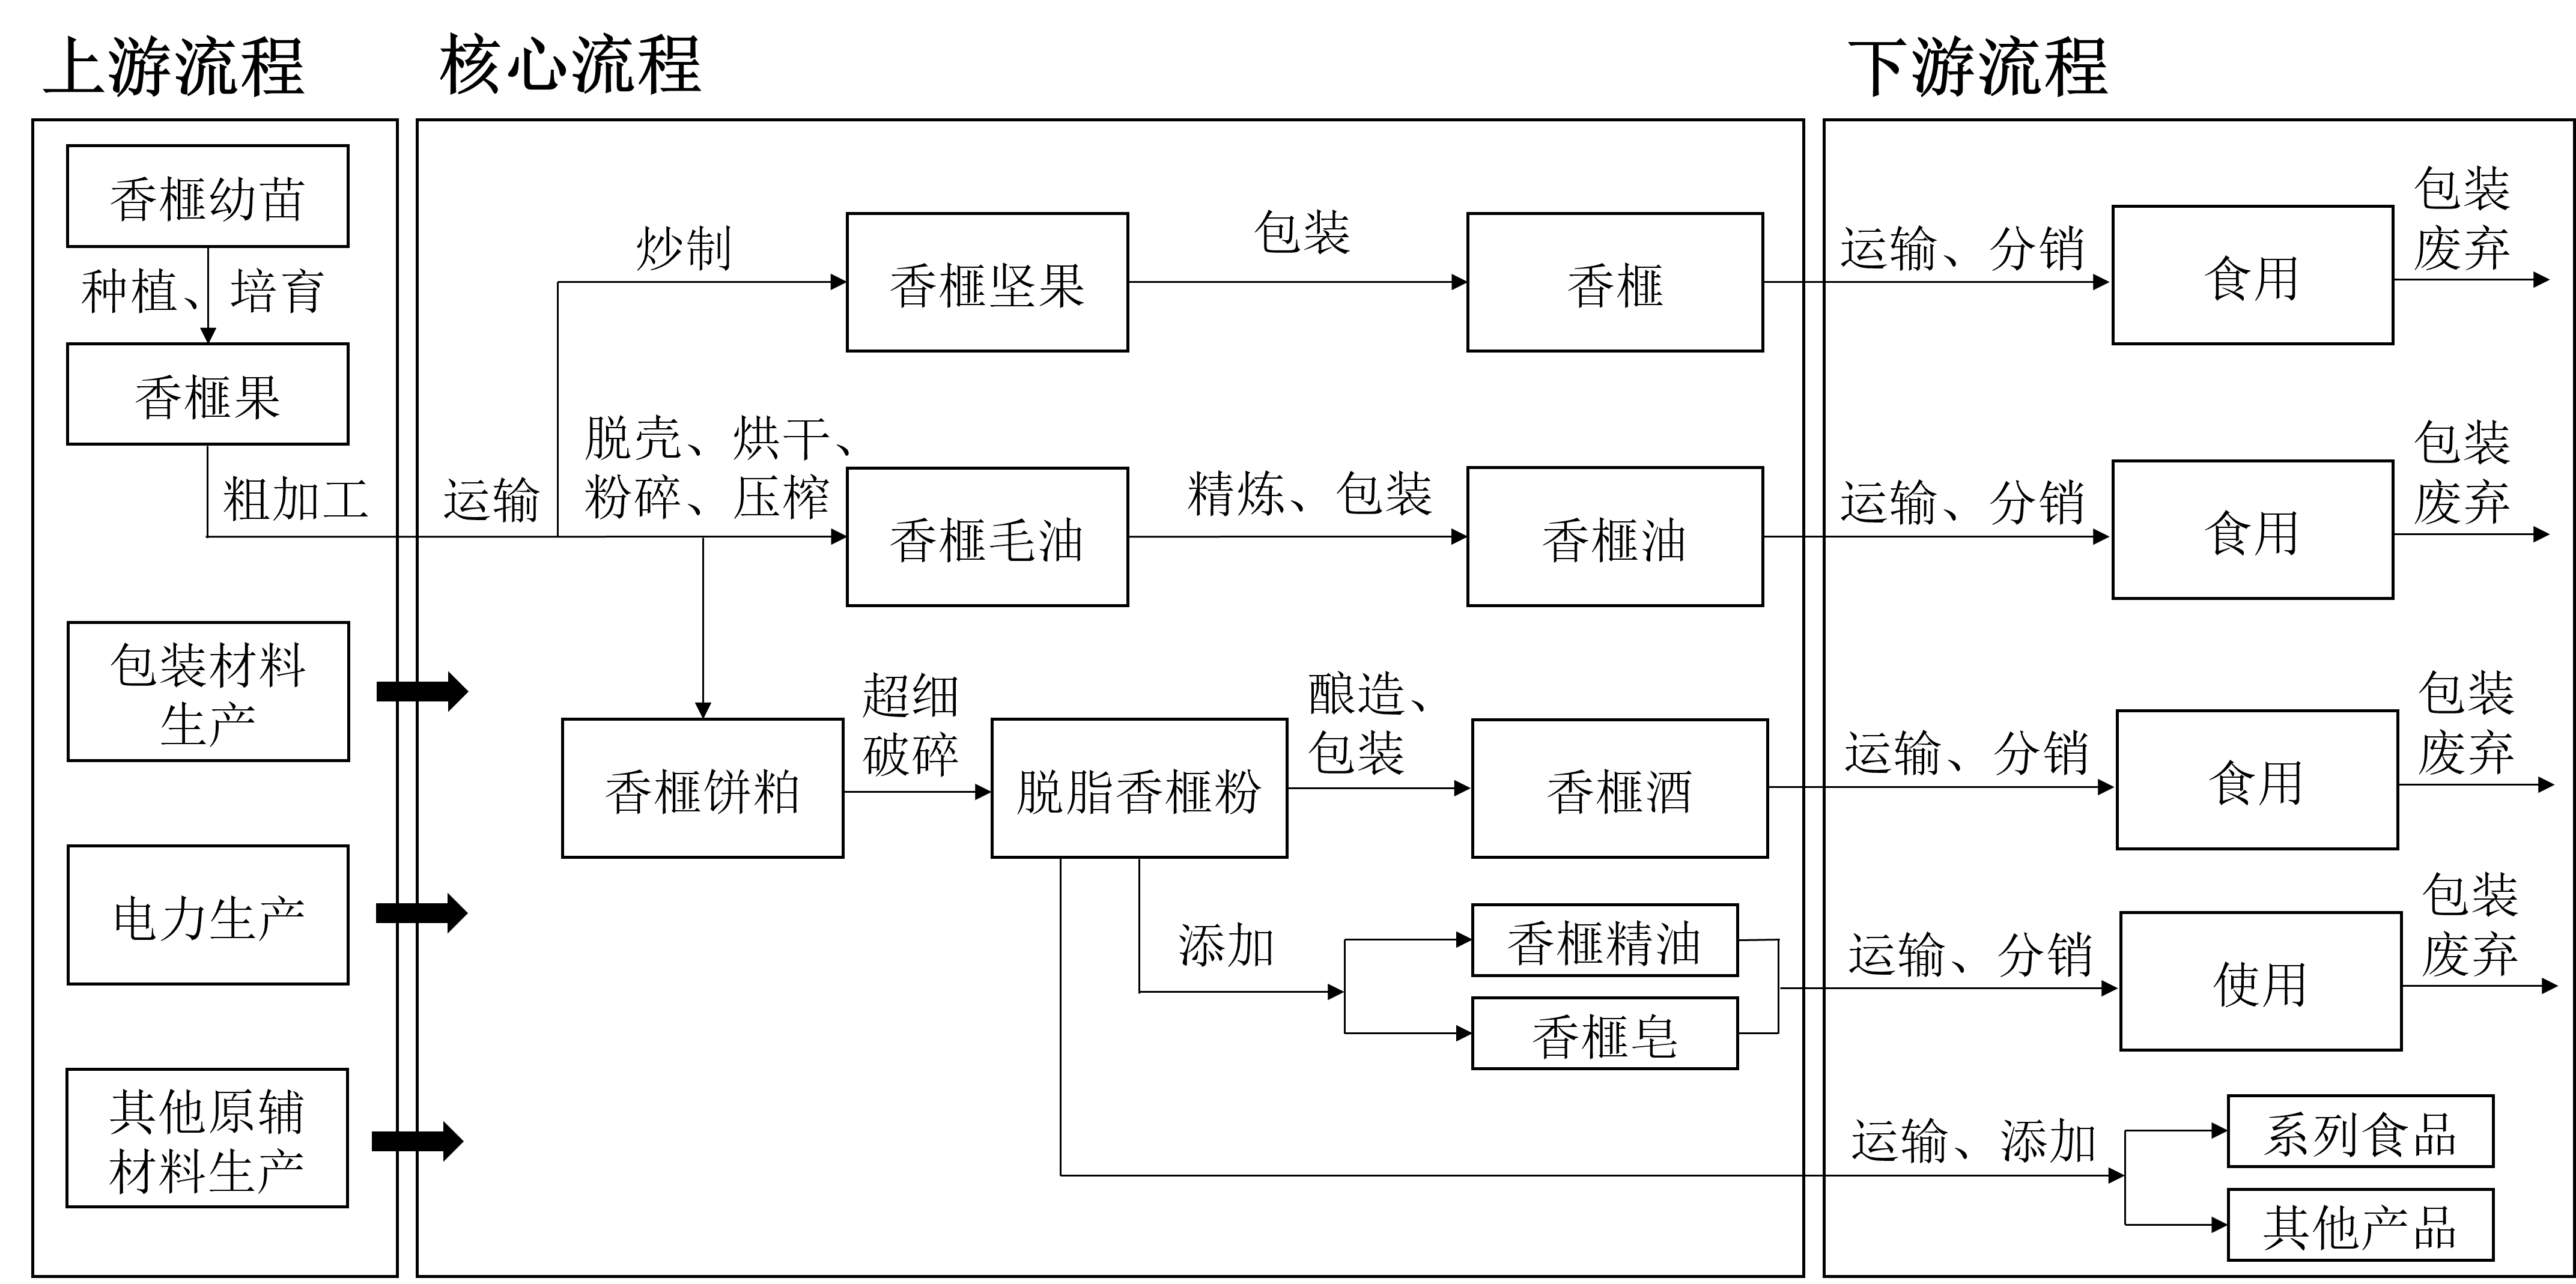 上游流程
核心流程
下游流程
香榧幼苗
种植、培育
香榧果
粗加工
包装材料
生产
电力生产
其他原辅
材料生产
运输
炒制
香榧坚果
包装
香榧
脱壳、烘干、
粉碎、压榨
香榧毛油
精炼、包装
香榧油
香榧饼粕
超细
破碎
脱脂香榧粉
酿造、
包装
香榧酒
添加
香榧精油
香榧皂
运输、分销
食用
包装
废弃
运输、分销
食用
包装
废弃
运输、分销
食用
包装
废弃
运输、分销
使用
包装
废弃
运输、添加
系列食品
其他产品